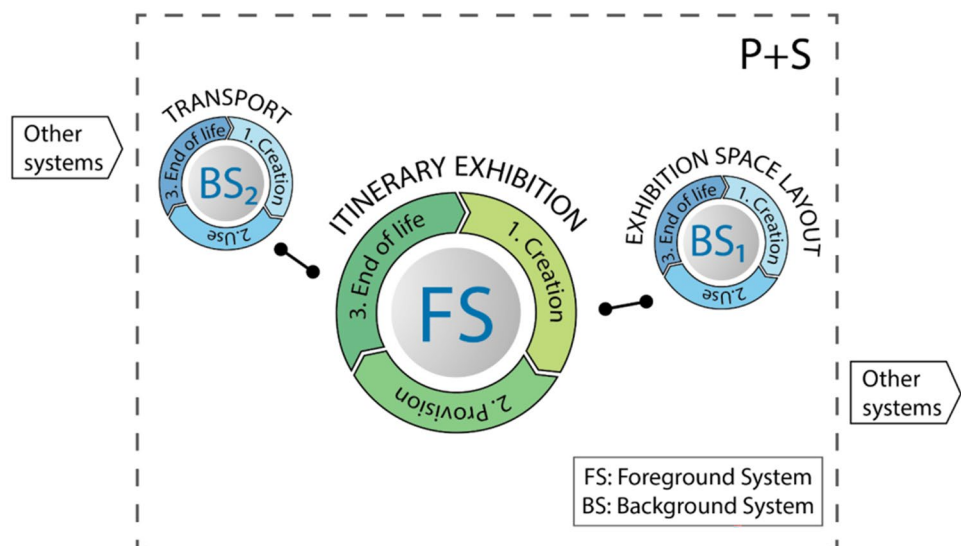 P+S
Other
systems
TRANSPORT
1. Creation
2.Use
3. End of life
BS₂
ITINERARY EXHIBITION
1. Creation
2. Provision
3. End of life
FS
EXHIBITION SPACE LAYOUT
1. Creation
2.Use
3. End of life
BS₁
Other
systems
FS: Foreground System
BS: Background System